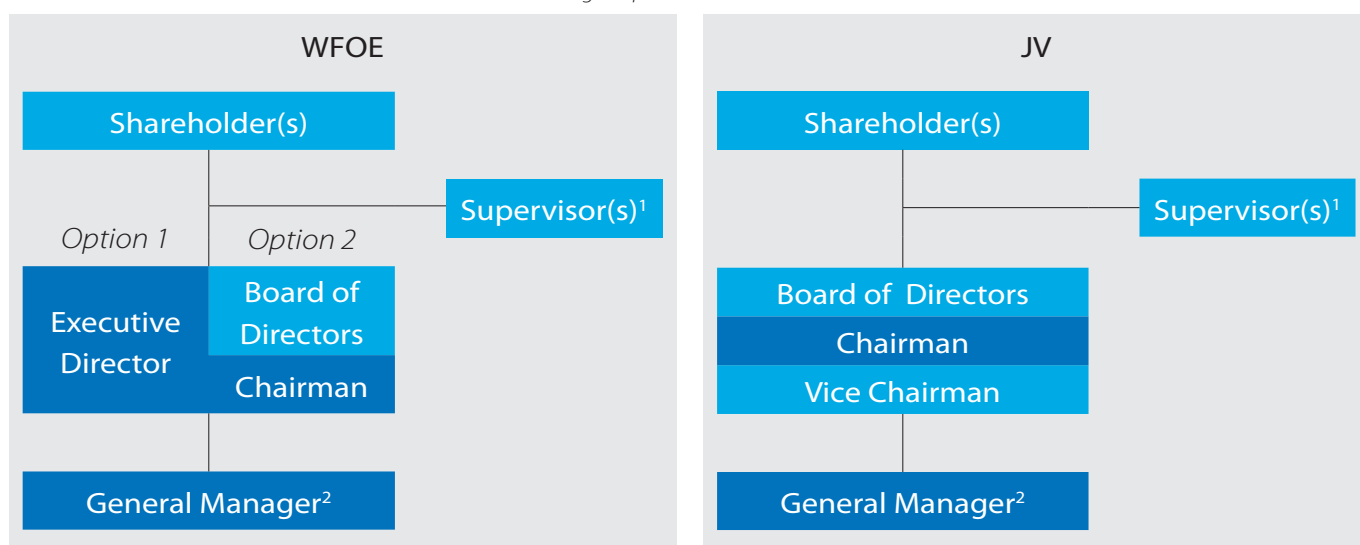 WFOE
Shareholder(s)
Supervisor(s)¹
Option 1
Option 2
Executive
Director
Board of
Directors
Chairman
General Manager²
JV
Shareholder(s)
Supervisor(s)¹
Board of Directors
Chairman
Vice Chairman
General Manager²